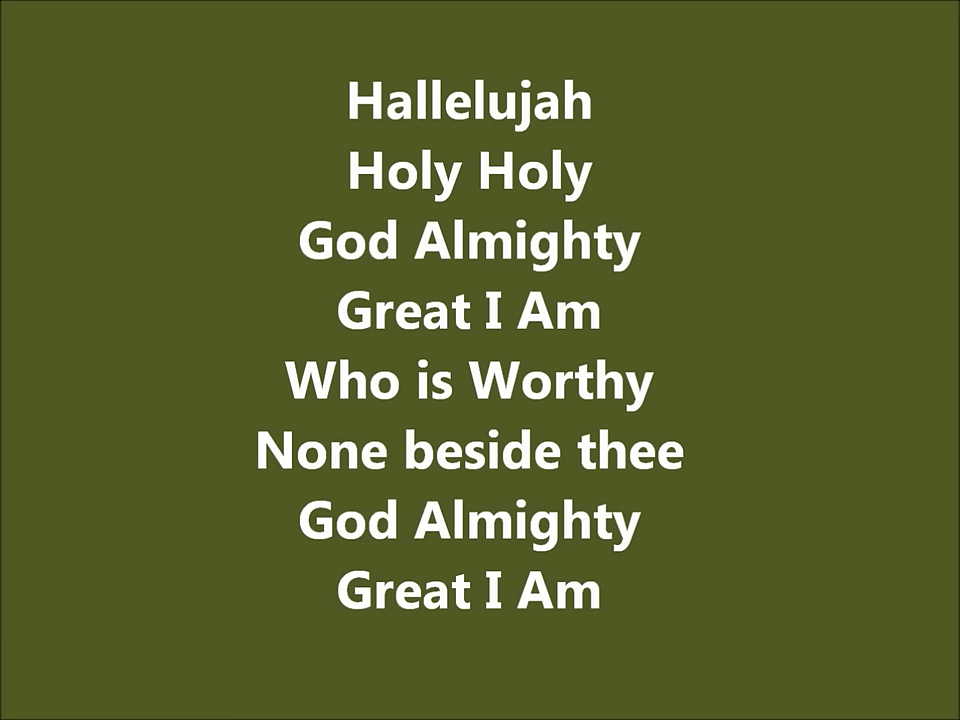 Hallelujah
Holy Holy
God Almighty
Great I Am
Who is Worthy
None beside thee
God Almighty
Great I Am